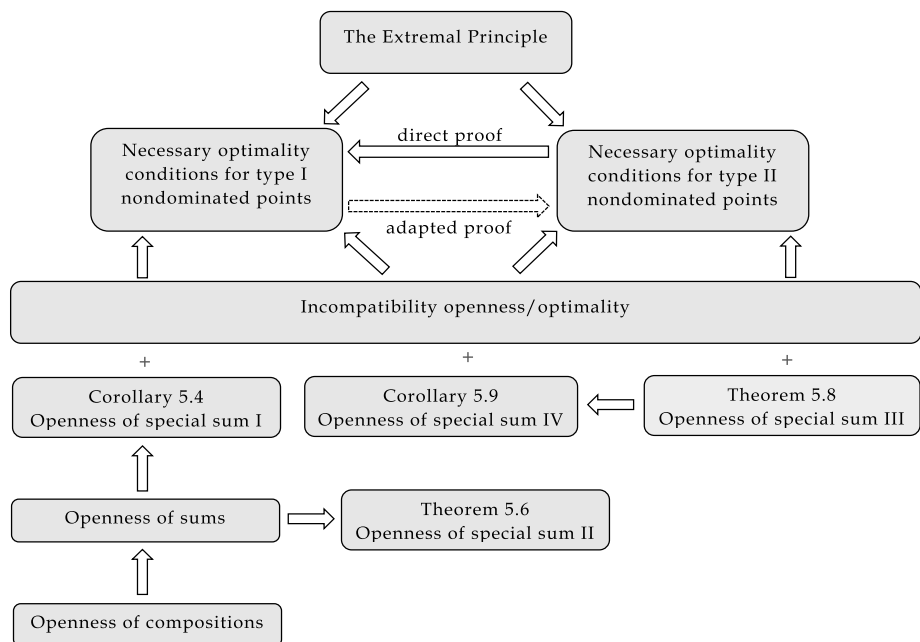 The Extremal Principle
direct proof
Necessary optimality
conditions for type I
nondominated points
Necessary optimality
conditions for type II
nondominated points
adapted proof
Incompatibility openness/optimality
+
+
+
Corollary 5.4
Openness of special sum I
Corollary 5.9
Openness of special sum IV
Theorem 5.8
Openness of special sum III
Openness of sums
Theorem 5.6
Openness of special sum II
Openness of compositions